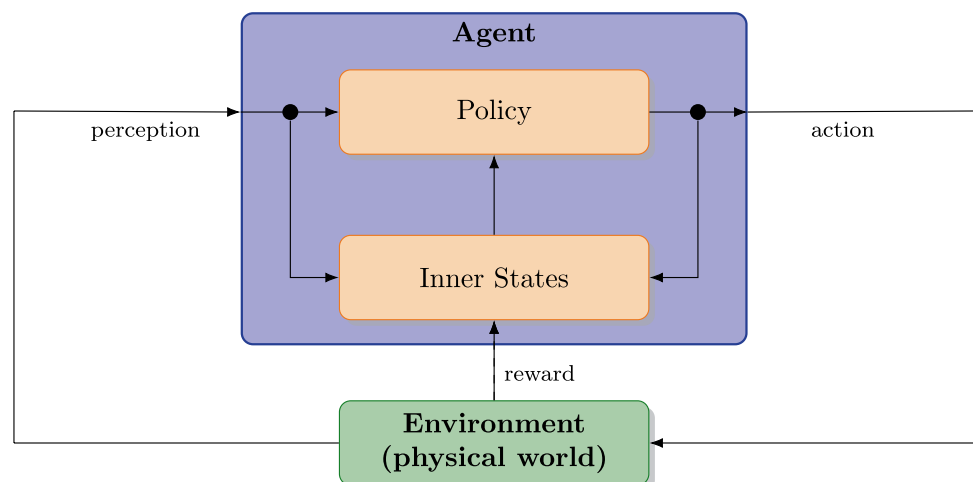 Agent
Policy
perception
action
Inner States
reward
Environment
(physical world)